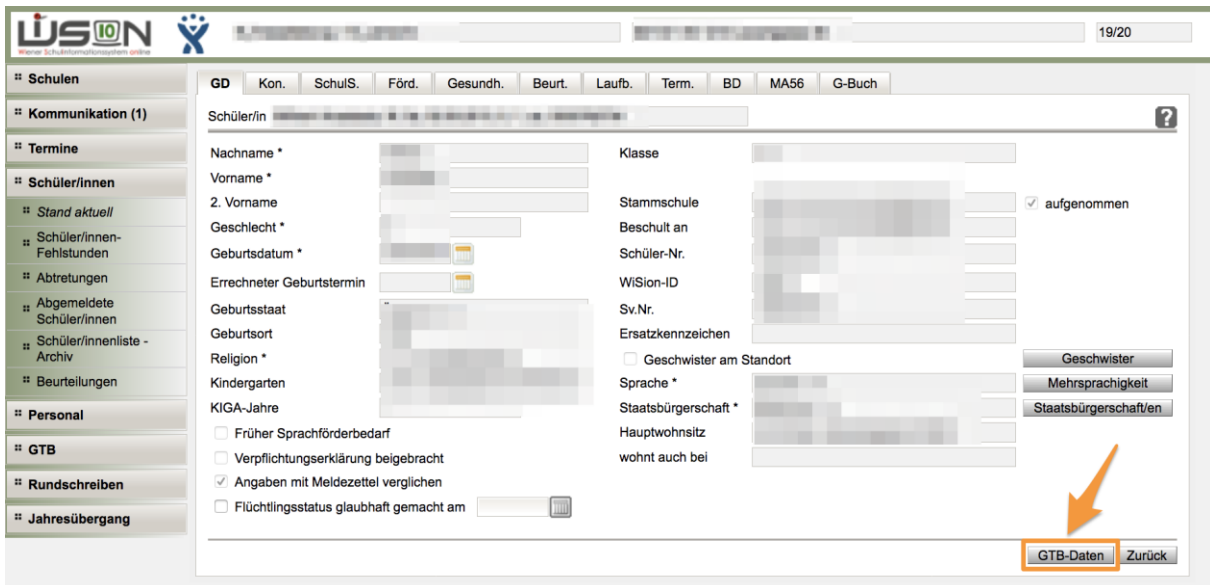 WiSiON
Wiener Schulinformationssystem online
19/20
Schulen
Kommunikation (1)
Termine
Schüler/innen
Stand aktuell
Schüler/innen-
Fehlstunden
Abtretungen
Abgemeldete
Schüler/innen
Schüler/innenliste -
Archiv
Beurteilungen
Personal
GTB
Rundschreiben
Jahresübergang
GD Kon. SchulS. Förd. Gesundh. Beurt. Laufb. Term. BD MA56 G-Buch
Schüler/in ?
Nachname * Klasse
Vorname *
2. Vorname Stammschule aufgenommen
Geschlecht * Beschult an
Geburtsdatum * Schüler-Nr.
Errechneter Geburtstermin WiSion-ID
Geburtsstaat Sv.Nr.
Geburtsort Ersatzkennzeichen
Religion * Geschwister am Standort Geschwister
Kindergarten Sprache * Mehrsprachigkeit
KIGA-Jahre Staatsbürgerschaft * Staatsbürgerschaft/en
Früher Sprachförderbedarf Hauptwohnsitz
Verpflichtungserklärung beigebracht wohnt auch bei
Angaben mit Meldezettel verglichen
Flüchtlingsstatus glaubhaft gemacht am
GTB-Daten Zurück